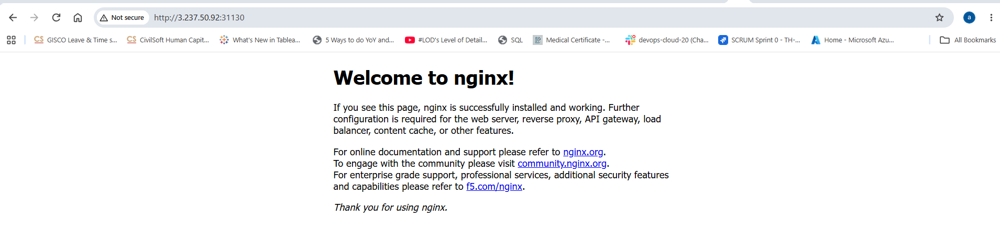 Not secure
http://3.237.50.92:31130
a
GISCO Leave & Time s...
CivilSoft Human Capit...
What's New in Tablea...
5 Ways to do YoY and...
#LOD's Level of Detail...
SQL
Medical Certificate -...
devops-cloud-20 (Cha...
SCRUM Sprint 0 - TH-...
Home - Microsoft Azu...
All Bookmarks
Welcome to nginx!
If you see this page, nginx is successfully installed and working. Further
configuration is required for the web server, reverse proxy, API gateway, load
balancer, content cache, or other features.
For online documentation and support please refer to nginx.org.
To engage with the community please visit community.nginx.org.
For enterprise grade support, professional services, additional security features
and capabilities please refer to f5.com/nginx.
Thank you for using nginx.